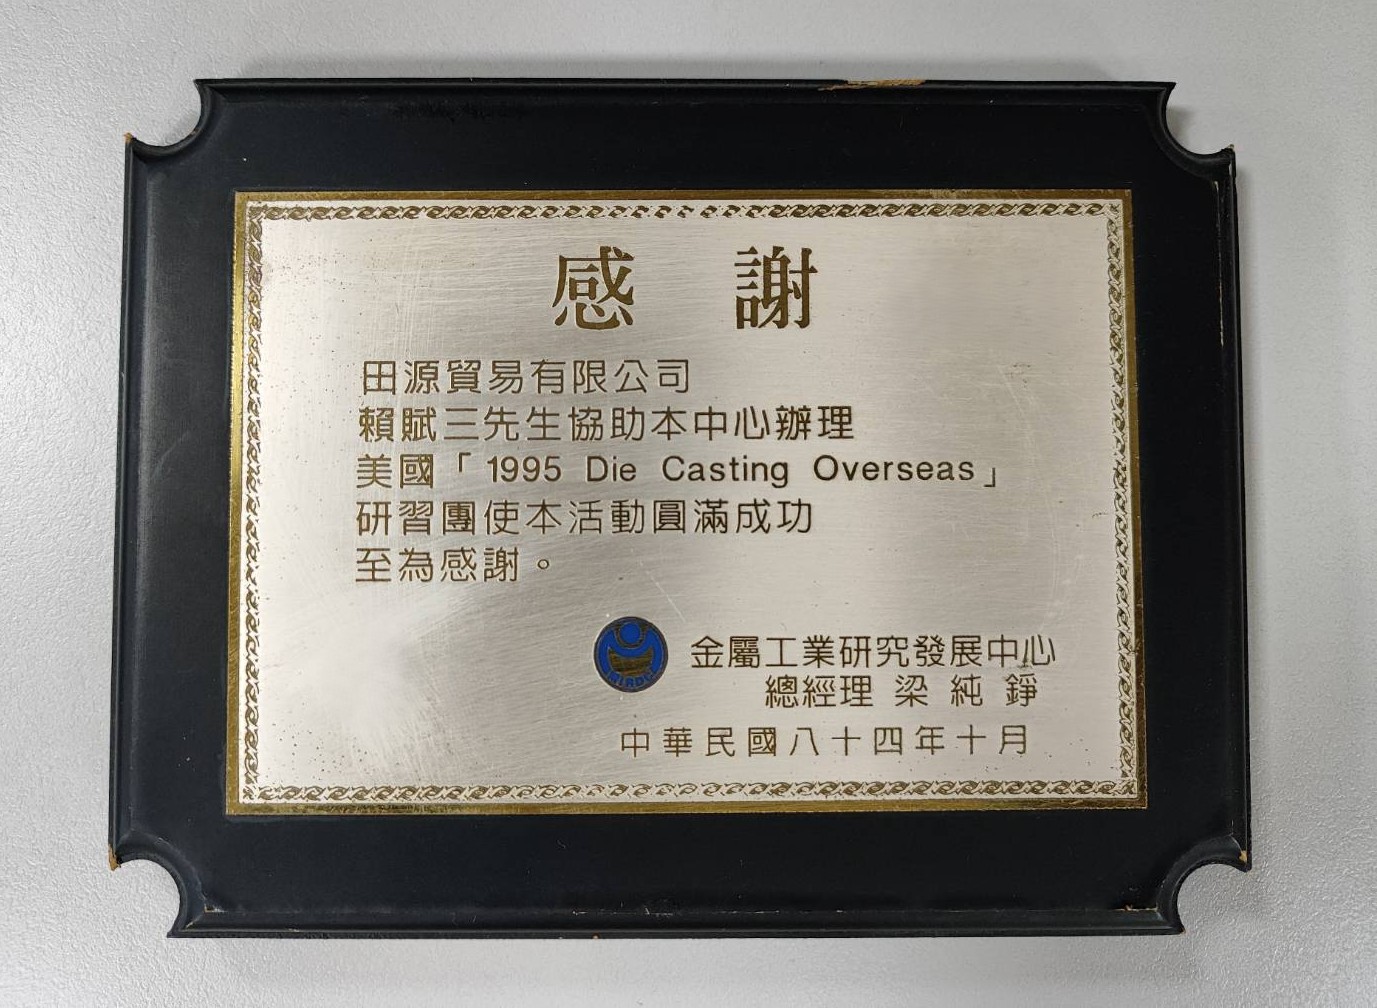 感 謝
田源貿易有限公司
賴賦三先生協助本中心辦理
美國「1995 Die Casting Overseas」
研習團使本活動圓滿成功
至為感謝。
MIRDC
金屬工業研究發展中心
總經理 梁 純 錚
中華民國八十四年十月